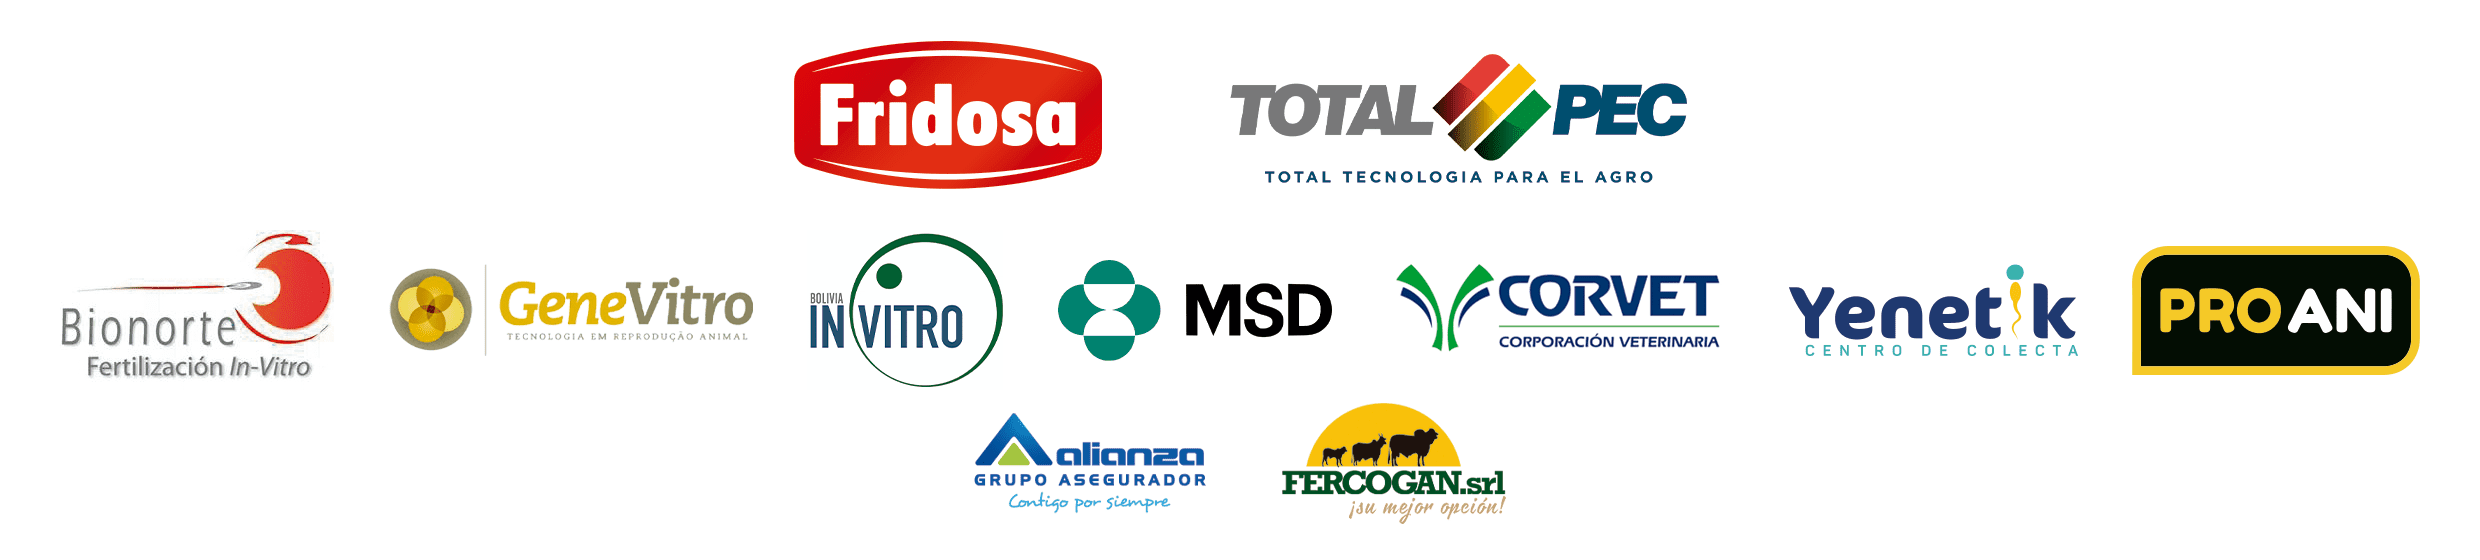 Fridosa
TOTAL PEC
TOTAL TECNOLOGIA PARA EL AGRO
Bionorte
Fertilización In-Vitro
GeneVitro
TECNOLOGIA EM REPRODUÇÃO ANIMAL
BOLIVIA
INVITRO
MSD
CORVET
CORPORACIÓN VETERINARIA
Yenetik
CENTRO DE COLECTA
PROANI
alianza
GRUPO ASEGURADOR
Contigo por siempre
FERCOGAN.srl
¡su mejor opción!